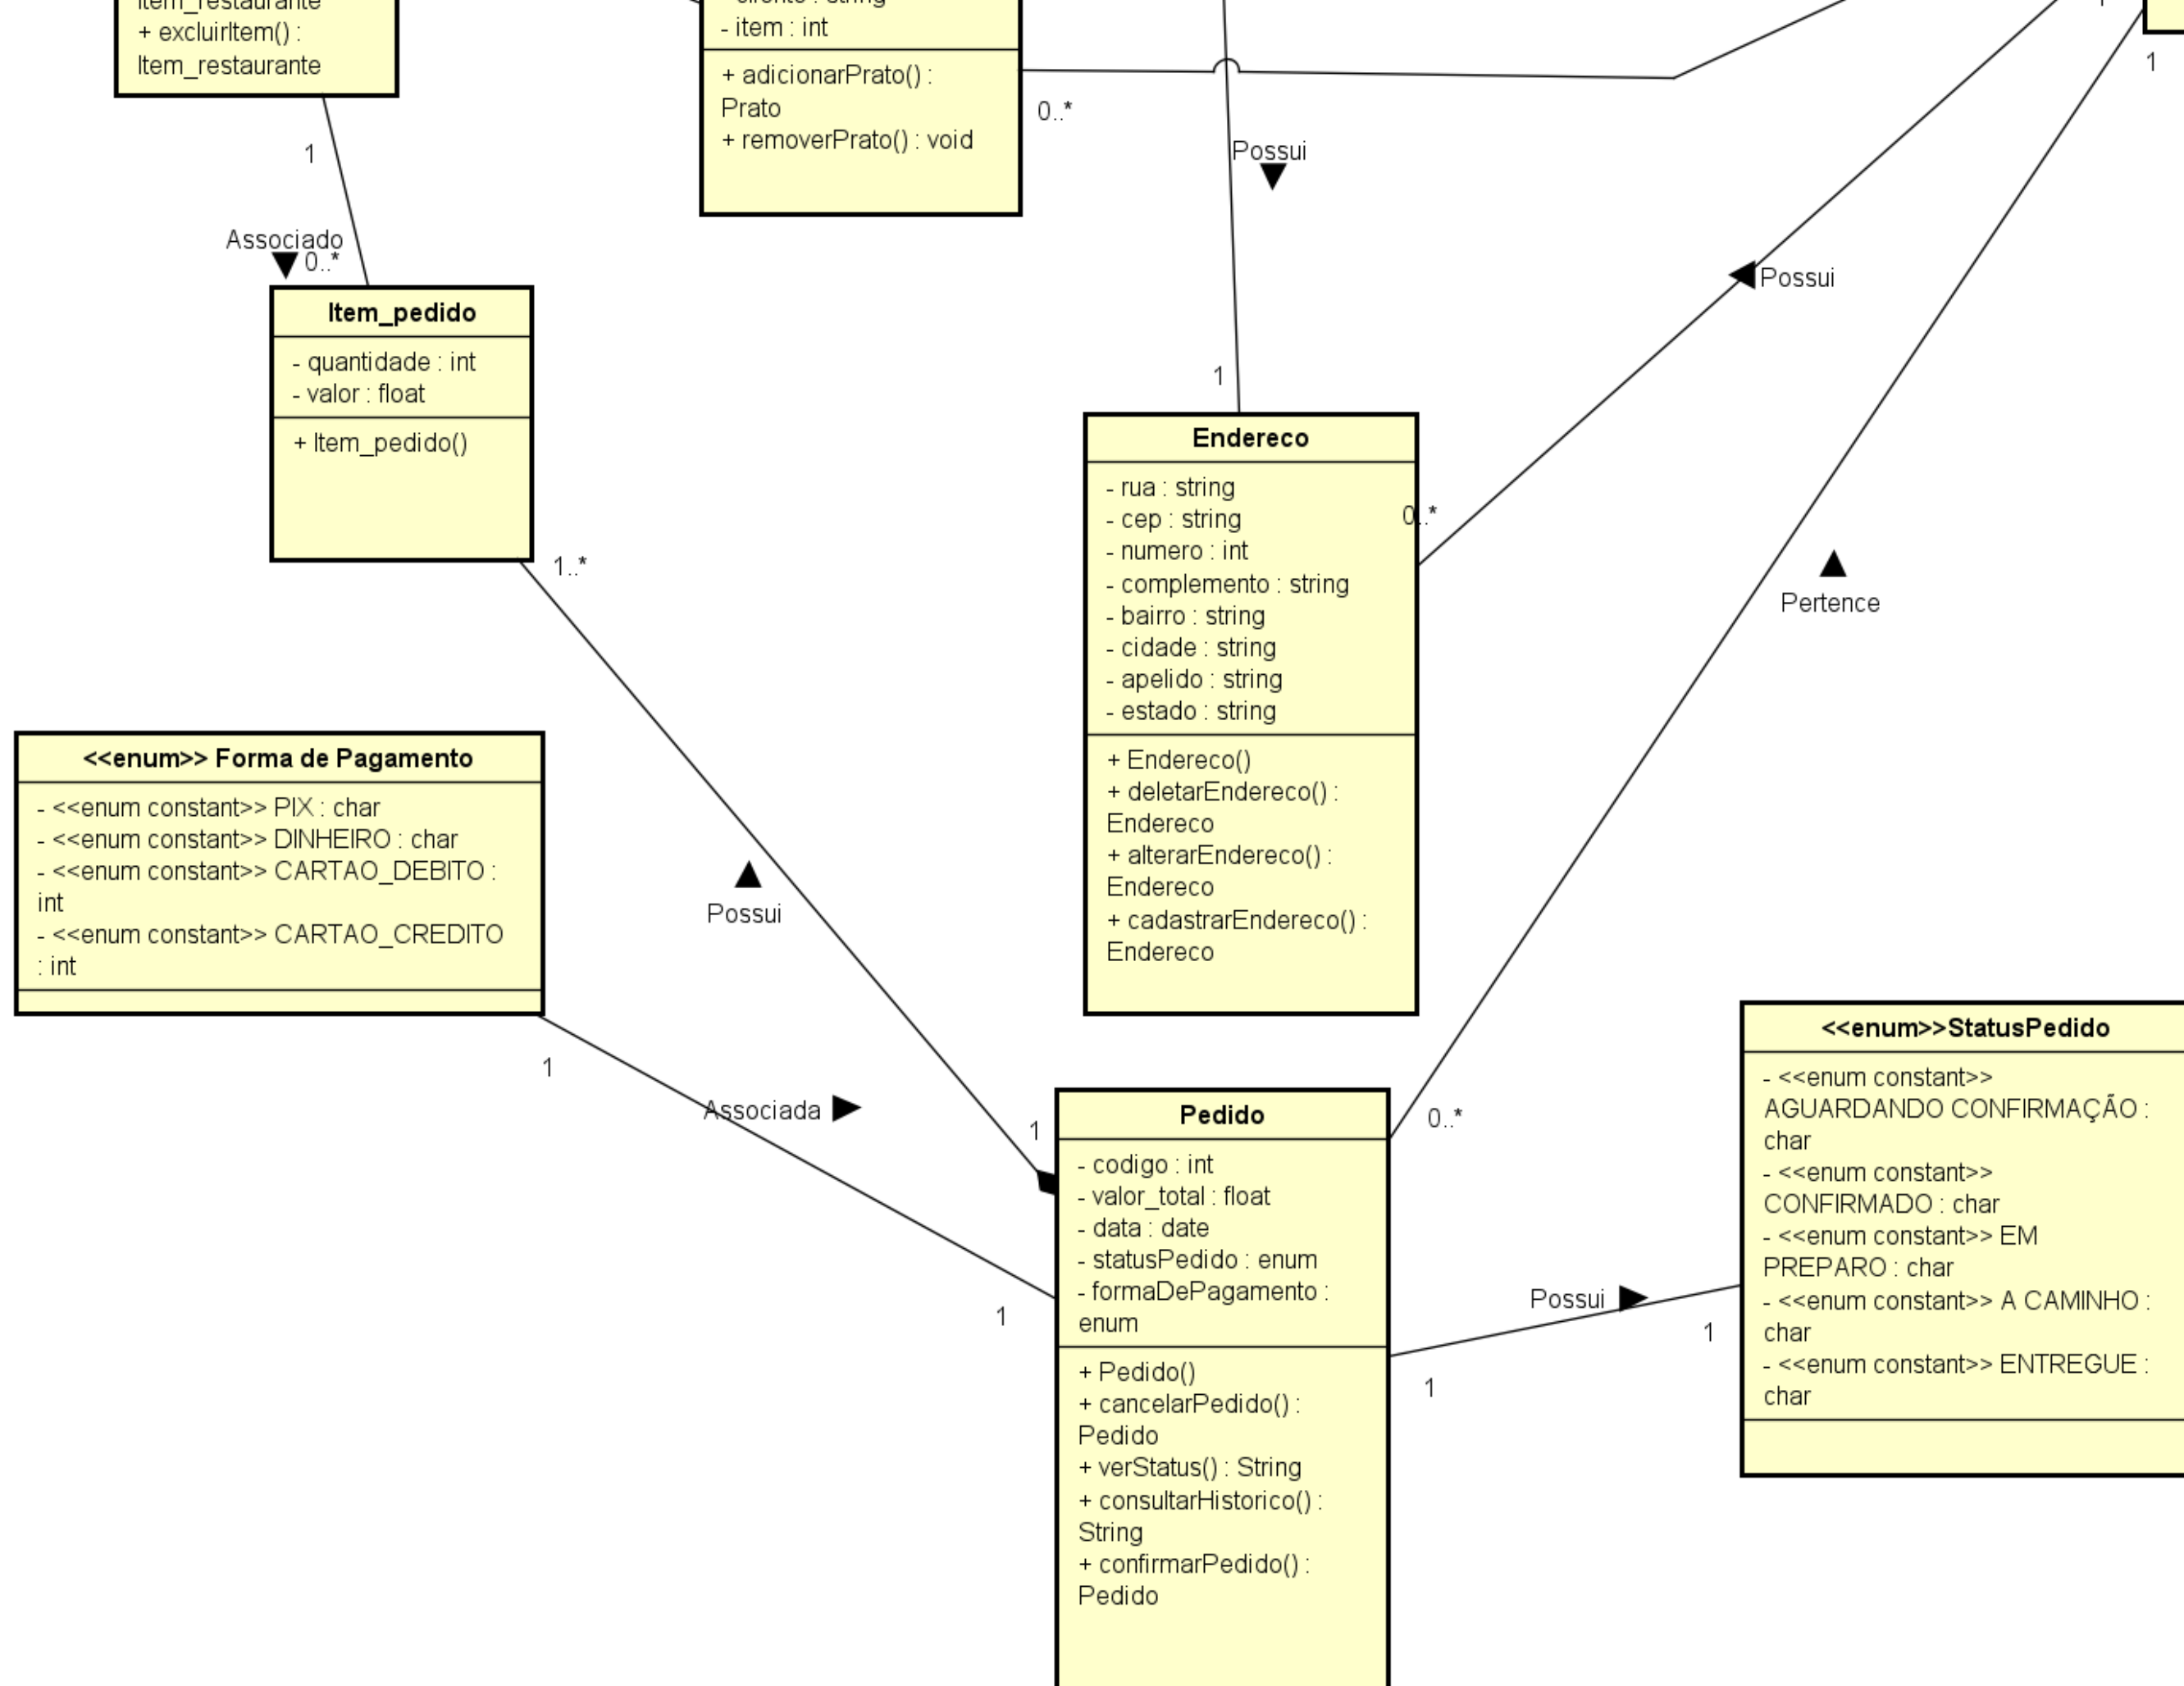 Item_restaurante
+ excluirItem() :
Item_restaurante
1
Associado
0..*
- cliente : string
- item : int
+ adicionarPrato() :
Prato
+ removerPrato() : void
0..*
Possui
1
1
Possui
Item_pedido
- quantidade : int
- valor : float
+ Item_pedido()
1..*
Endereco
- rua : string
- cep : string
- numero : int
- complemento : string
- bairro : string
- cidade : string
- apelido : string
- estado : string
+ Endereco()
+ deletarEndereco() :
Endereco
+ alterarEndereco() :
Endereco
+ cadastrarEndereco() :
Endereco
0..*
Pertence
<<enum>> Forma de Pagamento
- <<enum constant>> PIX : char
- <<enum constant>> DINHEIRO : char
- <<enum constant>> CARTAO_DEBITO :
int
- <<enum constant>> CARTAO_CREDITO
: int
1
Possui
Associada
1
1
Pedido
- codigo : int
- valor_total : float
- data : date
- statusPedido : enum
- formaDePagamento :
enum
+ Pedido()
+ cancelarPedido() :
Pedido
+ verStatus() : String
+ consultarHistorico() :
String
+ confirmarPedido() :
Pedido
0..*
Possui
1
1
<<enum>>StatusPedido
- <<enum constant>>
AGUARDANDO CONFIRMAÇÃO :
char
- <<enum constant>>
CONFIRMADO : char
- <<enum constant>> EM
PREPARO : char
- <<enum constant>> A CAMINHO :
char
- <<enum constant>> ENTREGUE :
char